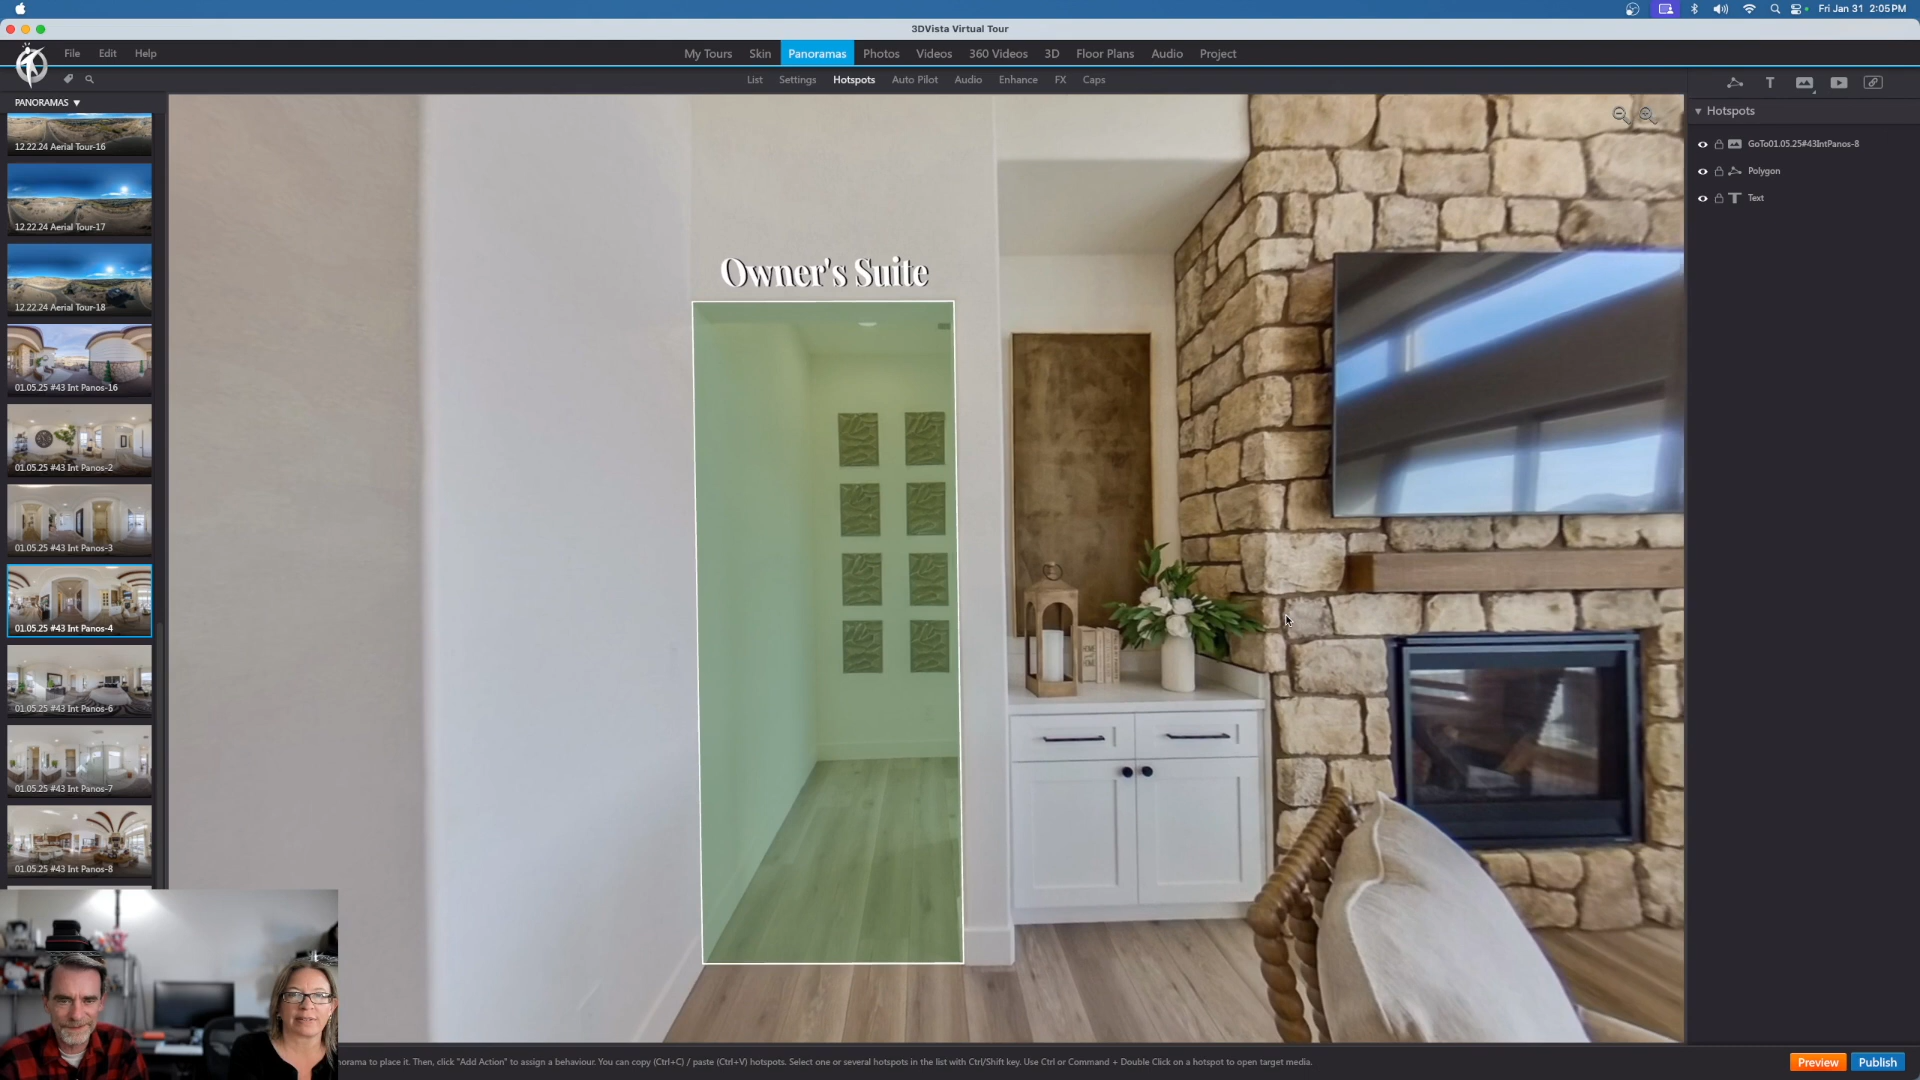 Fri Jan 31 2:05PM
3DVista Virtual Tour
File Edit Help
My Tours Skin Panoramas Photos Videos 360 Videos 3D Floor Plans Audio Project
List Settings Hotspots Auto Pilot Audio Enhance FX Caps
PANORAMAS ▼
Hotspots
12.22.24 Aerial Tour-16
12.22.24 Aerial Tour-17
12.22.24 Aerial Tour-18
01.05.25 #43 Int Panos-16
01.05.25 #43 Int Panos-2
01.05.25 #43 Int Panos-3
01.05.25 #43 Int Panos-4
01.05.25 #43 Int Panos-6
01.05.25 #43 Int Panos-7
01.05.25 #43 Int Panos-8
GoTo01.05.25#43IntPanos-8
Polygon
Text
Owner's Suite
norama to place it. Then, click "Add Action" to assign a behaviour. You can copy (Ctrl+C) / paste (Ctrl+V) hotspots. Select one or several hotspots in the list with Ctrl/Shift key. Use Ctrl or Command + Double Click on a hotspot to open target media.
Preview Publish